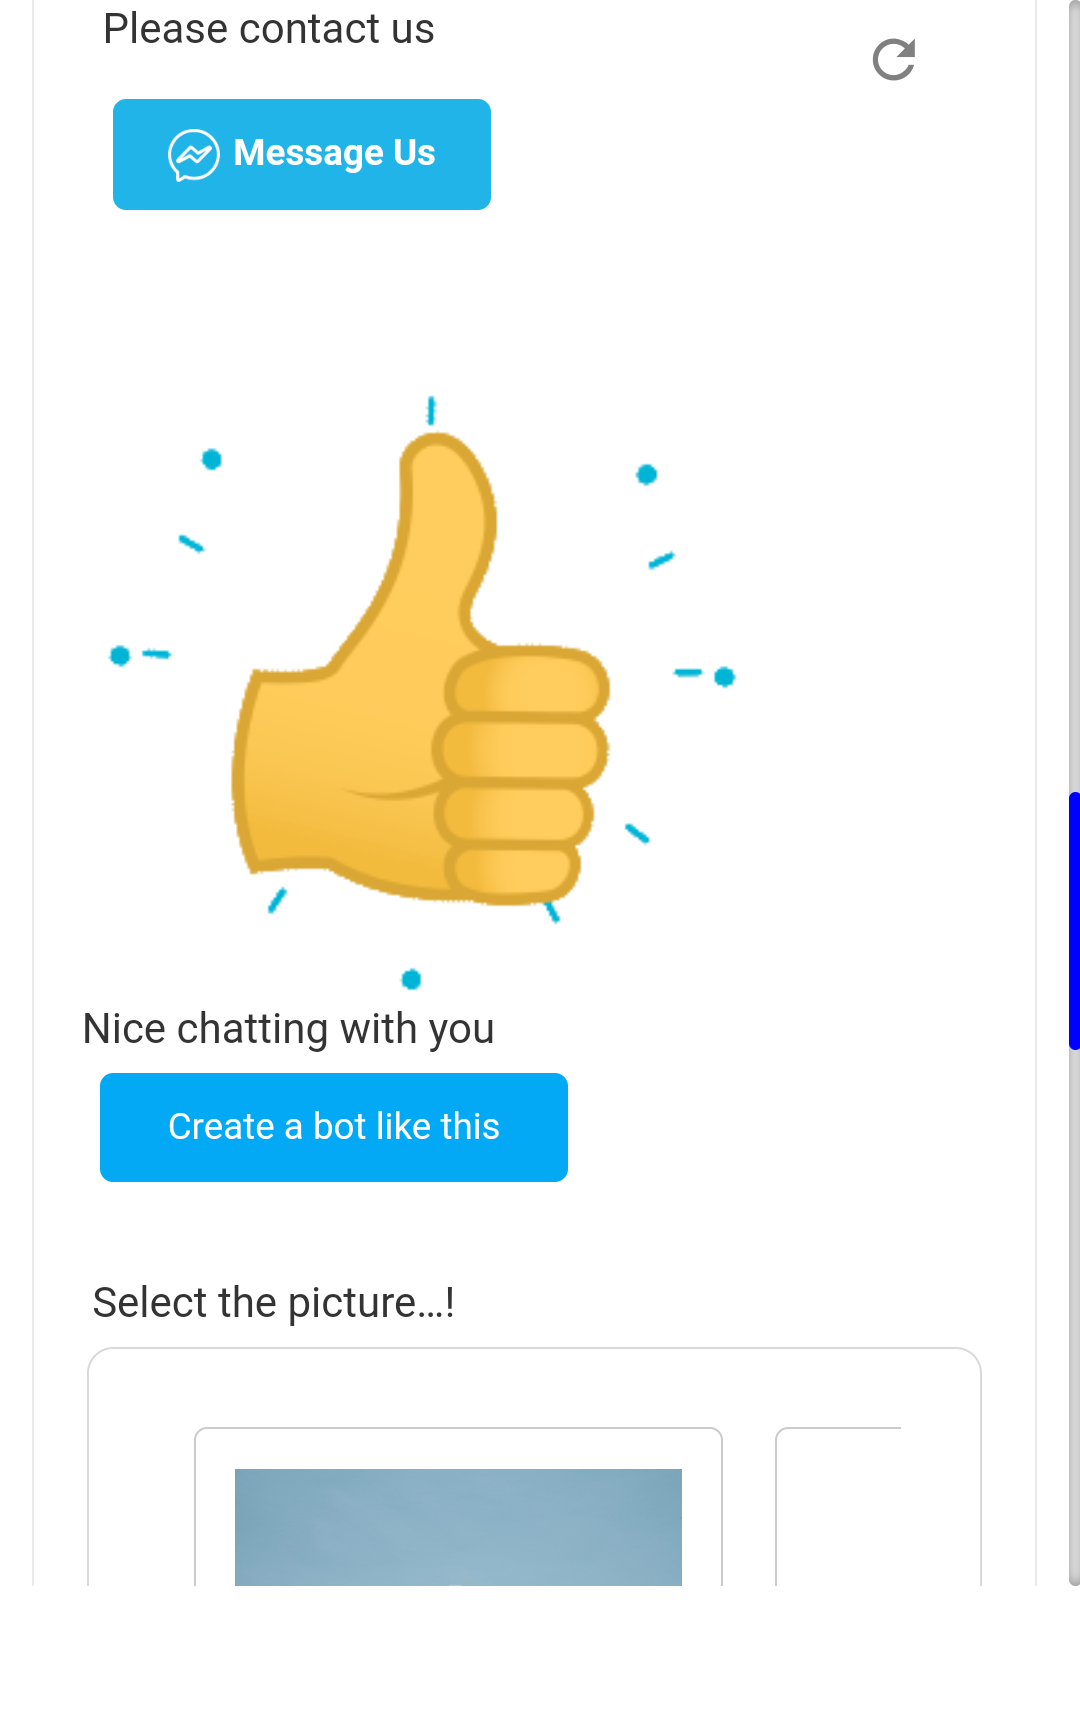 Please contact us
Message Us
Nice chatting with you
Create a bot like this
Select the picture...!